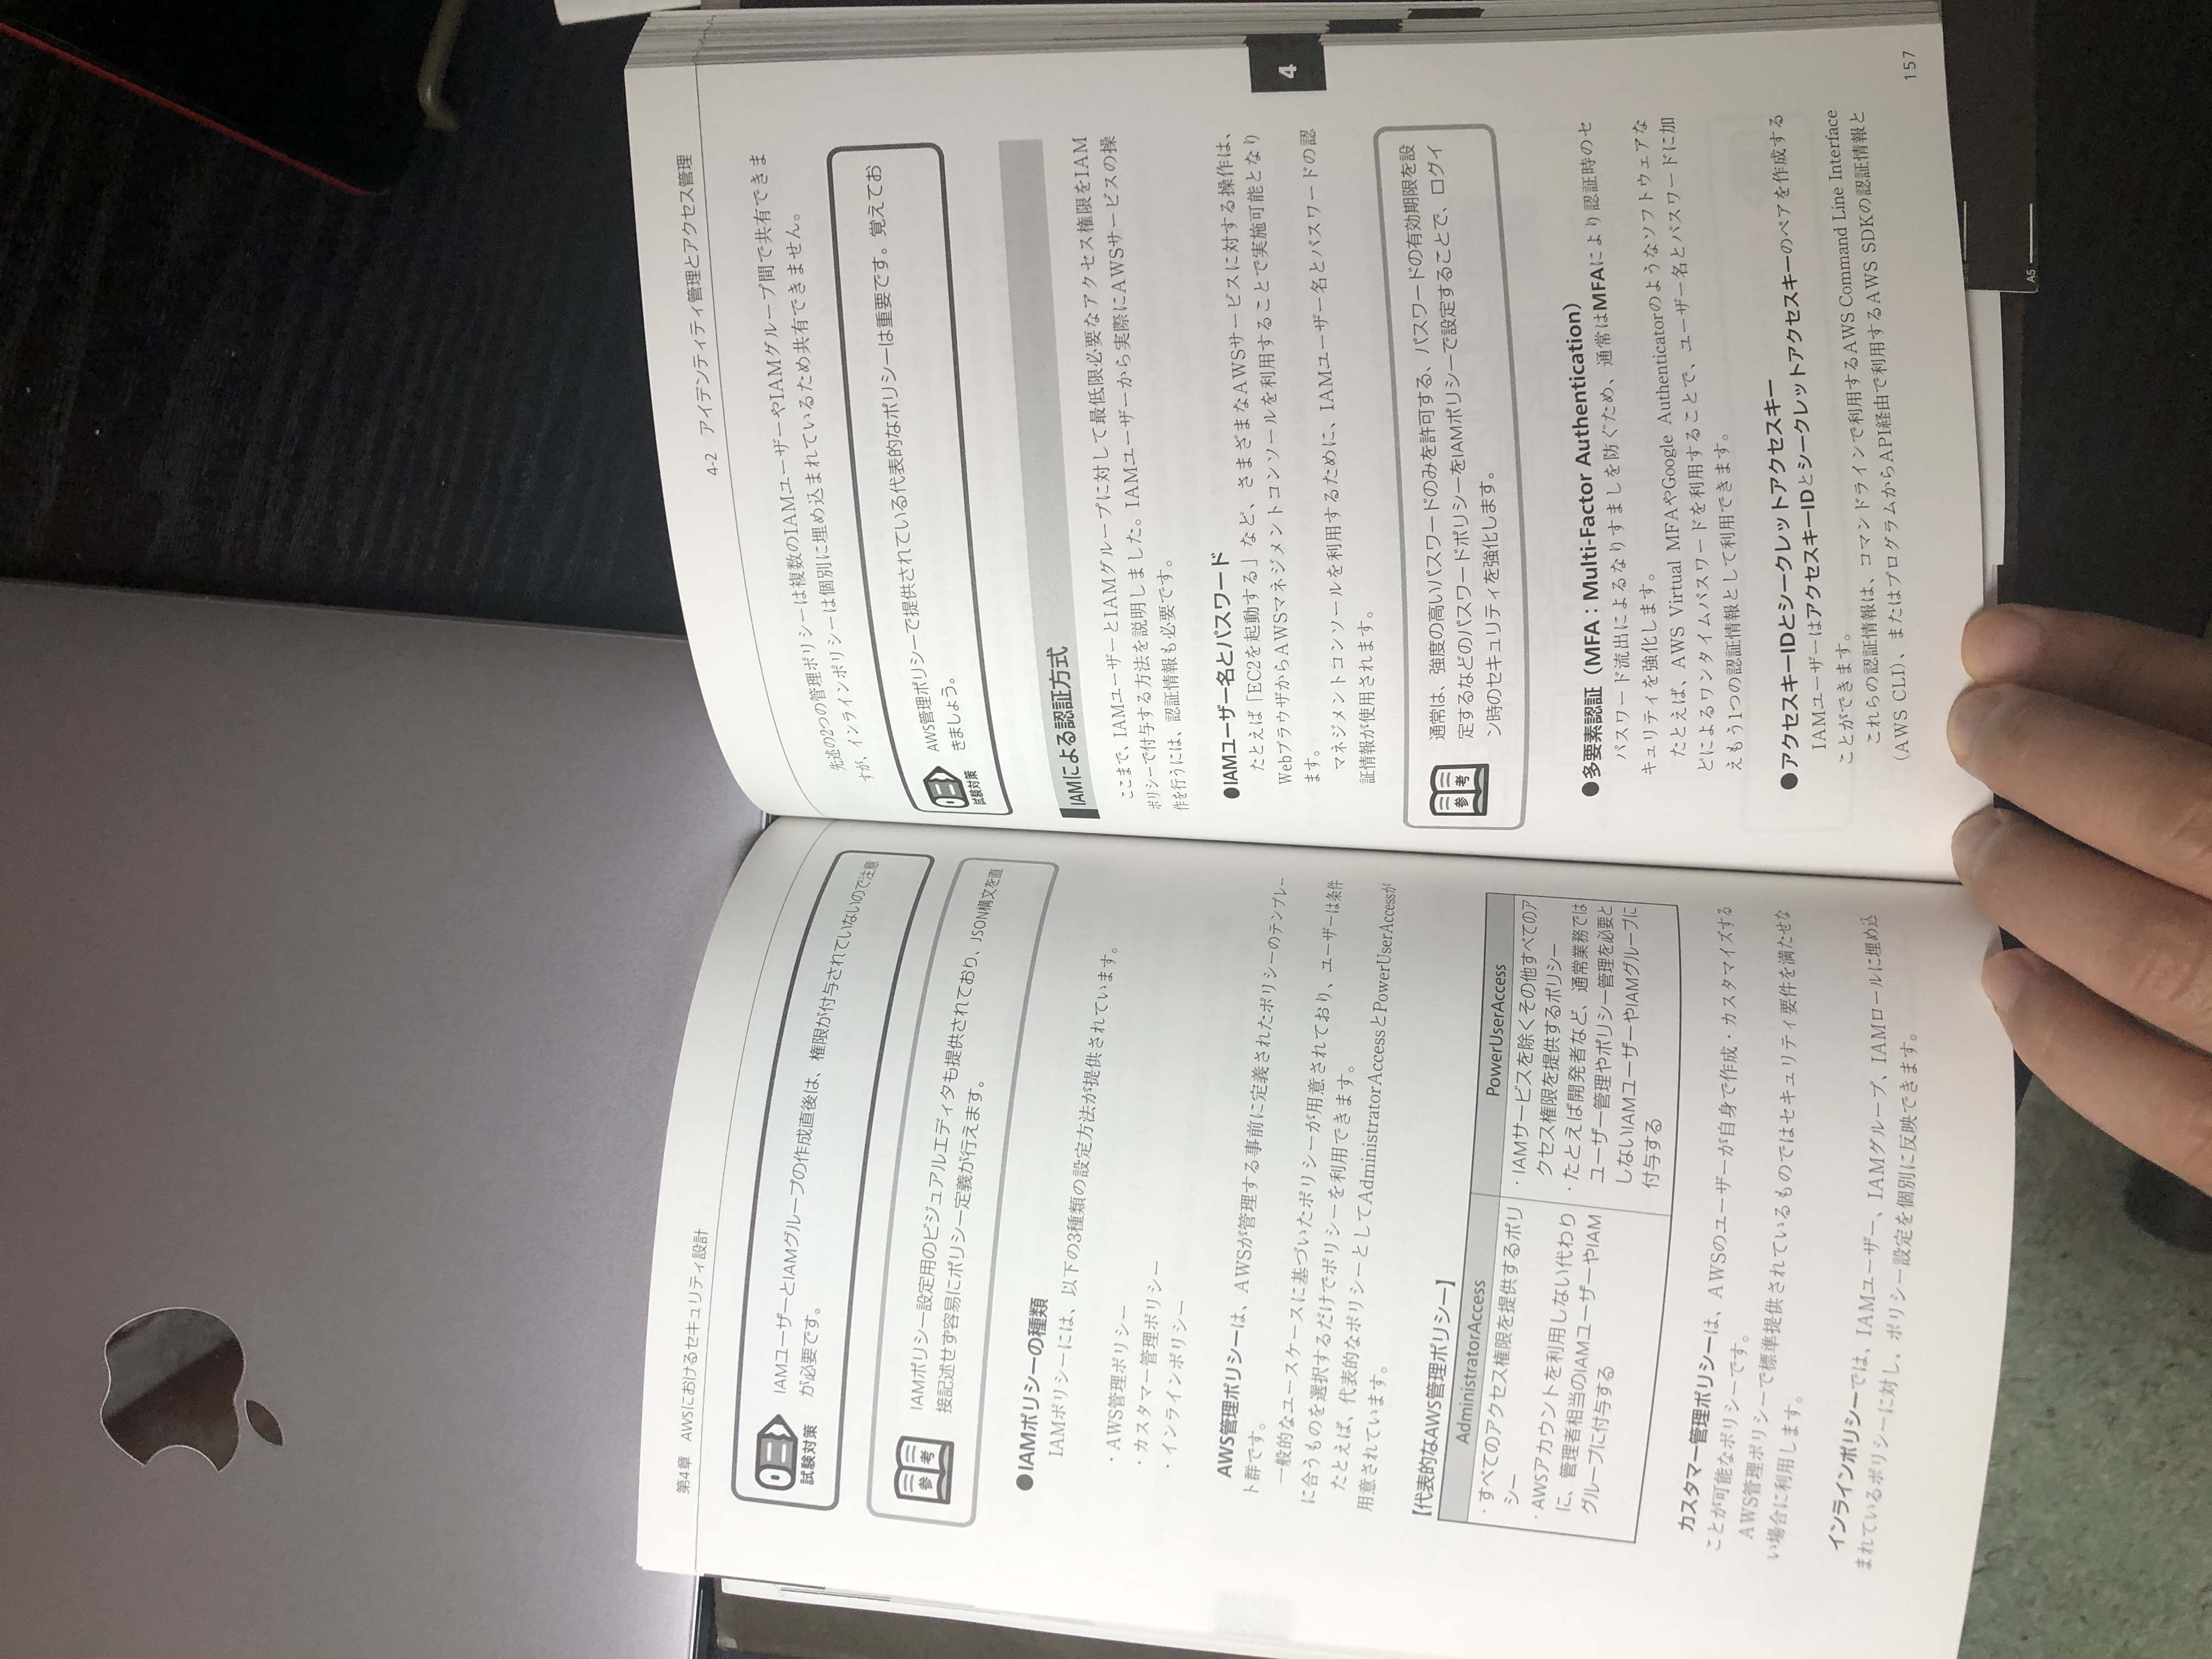 第4章 AWSにおけるセキュリティ設計
試験対策
IAMユーザーとIAMグループの作成直後は、権限が付与されていないので注意
が必要です。
参考
IAMポリシー設定用のビジュアルエディタも提供されており、JSON構文を直
接記述せず容易にポリシー定義が行えます。
●IAMポリシーの種類
IAMポリシーには、以下の3種類の設定方法が提供されています。
・AWS管理ポリシー
・カスタマー管理ポリシー
・インラインポリシー
AWS管理ポリシーは、AWSが管理する事前に定義されたポリシーのテンプレー
ト群です。
一般的なユースケースに基づいたポリシーが用意されており、ユーザーは条件
に合うものを選択するだけでポリシーを利用できます。
たとえば、代表的なポリシーとしてAdministratorAccessとPowerUserAccessが
用意されています。
【代表的なAWS管理ポリシー】
AdministratorAccess
・すべてのアクセス権限を提供するポリ
シー
・AWSアカウントを利用しない代わり
に、管理者相当のIAMユーザーやIAM
グループに付与する
PowerUserAccess
・IAMサービスを除くその他すべてのア
クセス権限を提供するポリシー
・たとえば開発者など、通常業務では
ユーザー管理やポリシー管理を必要と
しないIAMユーザーやIAMグループに
付与する
カスタマー管理ポリシーは、AWSのユーザーが自身で作成・カスタマイズする
ことが可能なポリシーです。
AWS管理ポリシーで標準提供されているものではセキュリティ要件を満たせな
い場合に利用します。
インラインポリシーでは、IAMユーザー、IAMグループ、IAMロールに埋め込
まれているポリシーに対し、ポリシー設定を個別に反映できます。
4-2 アイデンティティ管理とアクセス管理
先述の2つの管理ポリシーは複数のIAMユーザーやIAMグループ間で共有できま
すが、インラインポリシーは個別に埋め込まれているため共有できません。
試験対策
AWS管理ポリシーで提供されている代表的なポリシーは重要です。覚えてお
きましょう。
IAMによる認証方式
ここまで、IAMユーザーとIAMグループに対して最低限必要なアクセス権限をIAM
ポリシーで付与する方法を説明しました。IAMユーザーから実際にAWSサービスの操
作を行うには、認証情報も必要です。
●IAMユーザー名とパスワード
たとえば「EC2を起動する」など、さまざまなAWSサービスに対する操作は、
WebブラウザからAWSマネジメントコンソールを利用することで実施可能となり
ます。
マネジメントコンソールを利用するために、IAMユーザー名とパスワードの認
証情報が使用されます。
参考
通常は、強度の高いパスワードのみを許可する、パスワードの有効期限を設
定するなどのパスワードポリシーをIAMポリシーで設定することで、ログイ
ン時のセキュリティを強化します。
●多要素認証（MFA：Multi-Factor Authentication）
パスワード流出によるなりすましを防ぐため、通常はMFAにより認証時のセ
キュリティを強化します。
たとえば、AWS Virtual MFAやGoogle Authenticatorのようなソフトウェアな
どによるワンタイムパスワードを利用することで、ユーザー名とパスワードに加
えもう1つの認証情報として利用できます。
●アクセスキーIDとシークレットアクセスキー
IAMユーザーはアクセスキーIDとシークレットアクセスキーのペアを作成する
ことができます。
これらの認証情報は、コマンドラインで利用するAWS Command Line Interface
（AWS CLI）、またはプログラムからAPI経由で利用するAWS SDKの認証情報と
4
157
A5